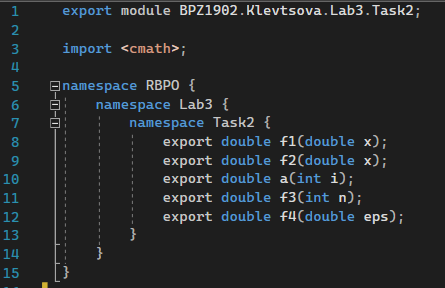 1 export module BPZ1902.Klevtsova.Lab3.Task2;
2
3 import <cmath>;
4
5 namespace RBPO {
6 namespace Lab3 {
7 namespace Task2 {
8 export double f1(double x);
9 export double f2(double x);
10 export double a(int i);
11 export double f3(int n);
12 export double f4(double eps);
13 }
14 }
15 }